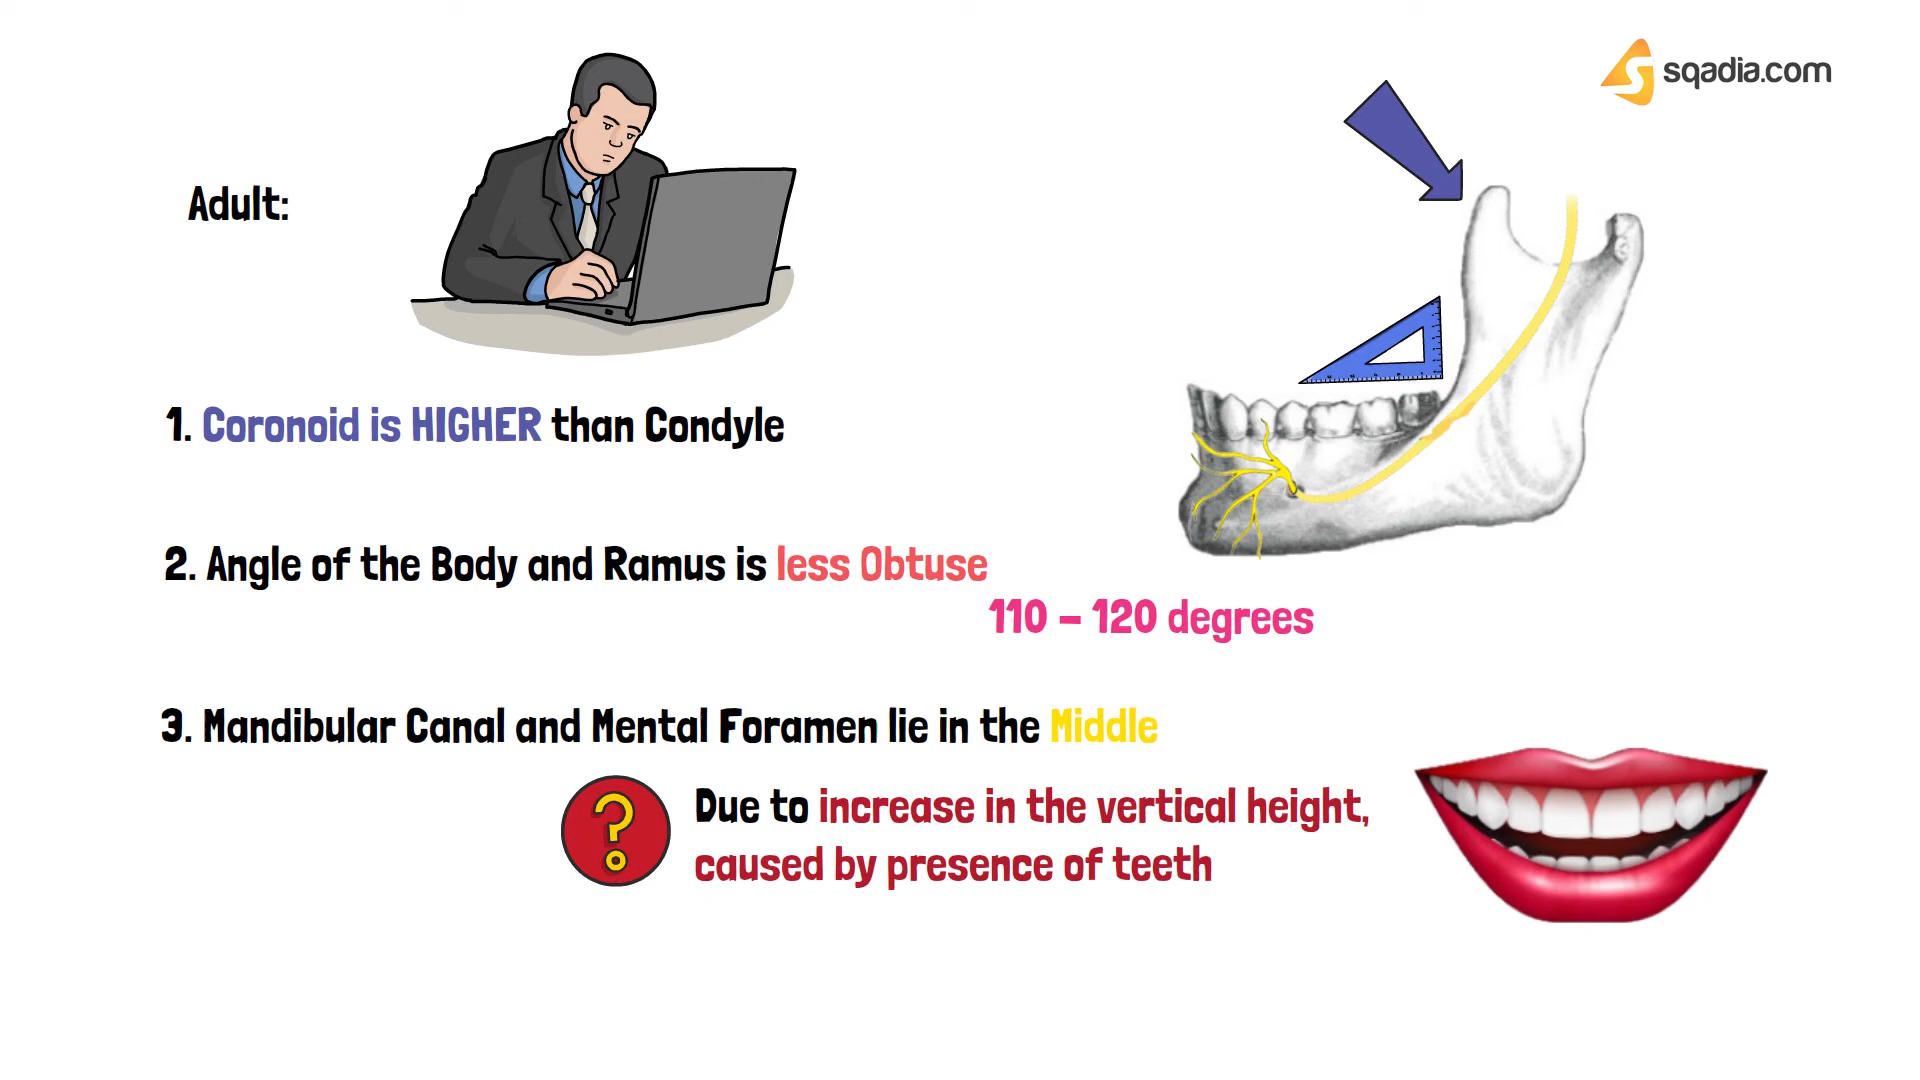 sqadia.com
Adult:
1. Coronoid is HIGHER than Condyle
2. Angle of the Body and Ramus is less Obtuse
110 – 120 degrees
3. Mandibular Canal and Mental Foramen lie in the Middle
?
Due to increase in the vertical height,
caused by presence of teeth